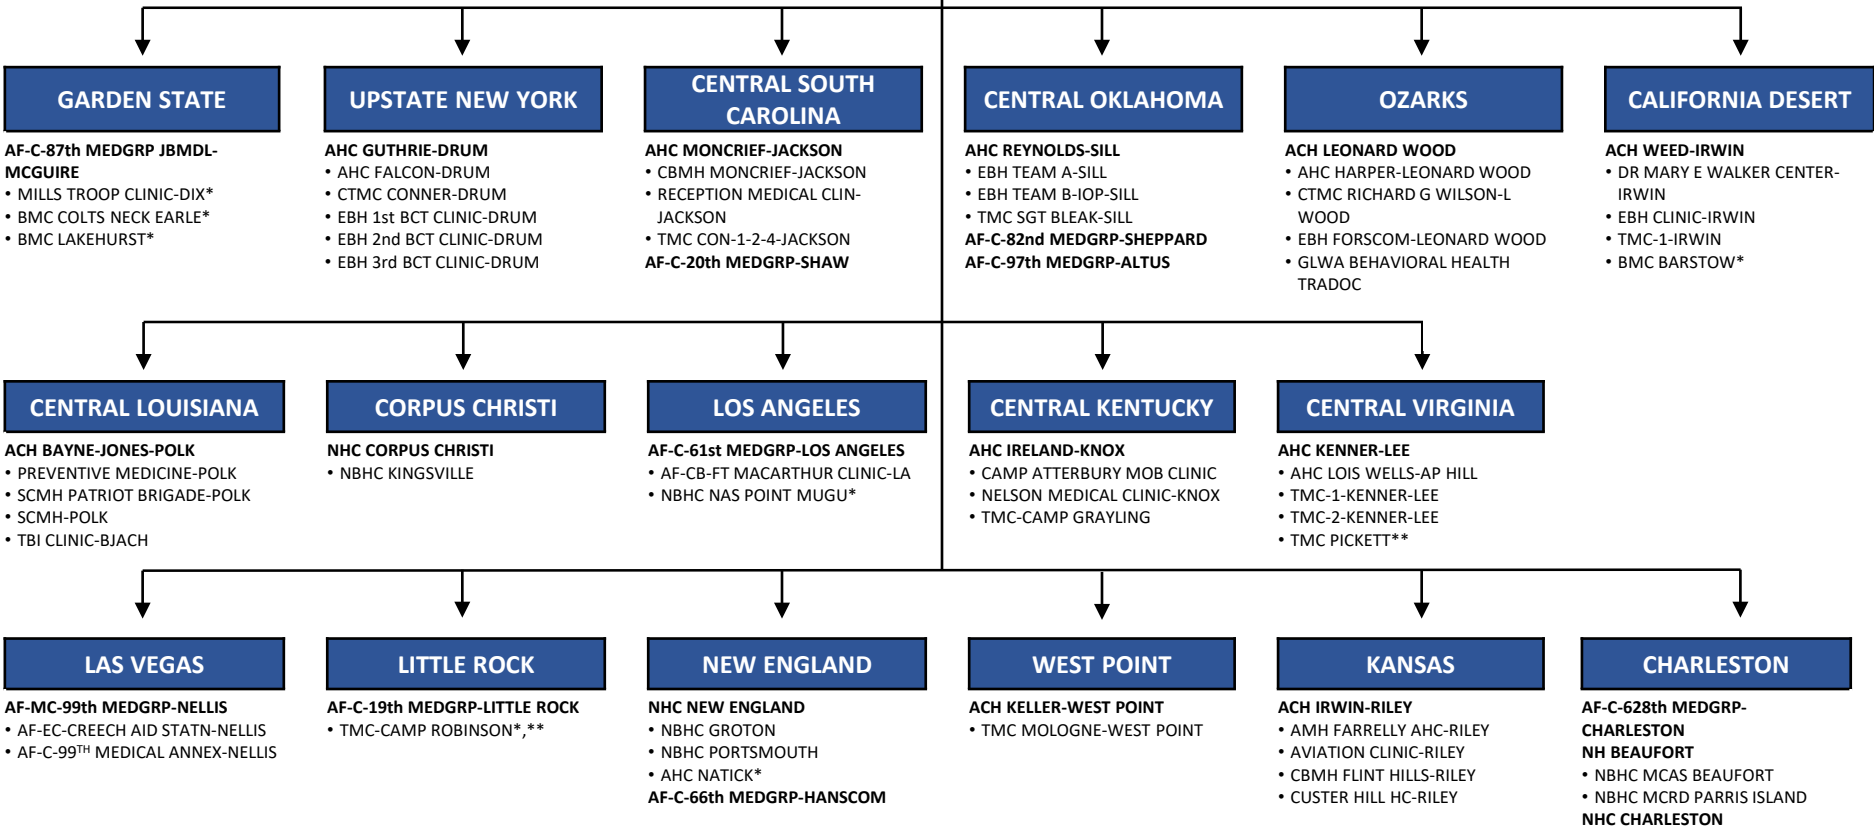 GARDEN STATE
AF-C-87th MEDGRP JBMDL-
MCGUIRE
• MILLS TROOP CLINIC-DIX*
• BMC COLTS NECK EARLE*
• BMC LAKEHURST*
UPSTATE NEW YORK
AHC GUTHRIE-DRUM
• AHC FALCON-DRUM
• CTMC CONNER-DRUM
• EBH 1st BCT CLINIC-DRUM
• EBH 2nd BCT CLINIC-DRUM
• EBH 3rd BCT CLINIC-DRUM
CENTRAL SOUTH
CAROLINA
AHC MONCRIEF-JACKSON
• CBMH MONCRIEF-JACKSON
• RECEPTION MEDICAL CLIN-
JACKSON
• TMC CON-1-2-4-JACKSON
AF-C-20th MEDGRP-SHAW
CENTRAL OKLAHOMA
AHC REYNOLDS-SILL
• EBH TEAM A-SILL
• EBH TEAM B-IOP-SILL
• TMC SGT BLEAK-SILL
AF-C-82nd MEDGRP-SHEPPARD
AF-C-97th MEDGRP-ALTUS
OZARKS
ACH LEONARD WOOD
• AHC HARPER-LEONARD WOOD
• CTMC RICHARD G WILSON-L
WOOD
• EBH FORSCOM-LEONARD WOOD
• GLWA BEHAVIORAL HEALTH
TRADOC
CALIFORNIA DESERT
ACH WEED-IRWIN
• DR MARY E WALKER CENTER-
IRWIN
• EBH CLINIC-IRWIN
• TMC-1-IRWIN
• BMC BARSTOW*
CENTRAL LOUISIANA
ACH BAYNE-JONES-POLK
• PREVENTIVE MEDICINE-POLK
• SCMH PATRIOT BRIGADE-POLK
• SCMH-POLK
• TBI CLINIC-BJACH
CORPUS CHRISTI
NHC CORPUS CHRISTI
• NBHC KINGSVILLE
LOS ANGELES
AF-C-61st MEDGRP-LOS ANGELES
• AF-CB-FT MACARTHUR CLINIC-LA
• NBHC NAS POINT MUGU*
CENTRAL KENTUCKY
AHC IRELAND-KNOX
• CAMP ATTERBURY MOB CLINIC
• NELSON MEDICAL CLINIC-KNOX
• TMC-CAMP GRAYLING
CENTRAL VIRGINIA
AHC KENNER-LEE
• AHC LOIS WELLS-AP HILL
• TMC-1-KENNER-LEE
• TMC-2-KENNER-LEE
• TMC PICKETT**
LAS VEGAS
AF-MC-99th MEDGRP-NELLIS
• AF-EC-CREECH AID STATN-NELLIS
• AF-C-99TH MEDICAL ANNEX-NELLIS
LITTLE ROCK
AF-C-19th MEDGRP-LITTLE ROCK
• TMC-CAMP ROBINSON*,**
NEW ENGLAND
NHC NEW ENGLAND
• NBHC GROTON
• NBHC PORTSMOUTH
• AHC NATICK*
AF-C-66th MEDGRP-HANSCOM
WEST POINT
ACH KELLER-WEST POINT
• TMC MOLOGNE-WEST POINT
KANSAS
ACH IRWIN-RILEY
• AMH FARRELLY AHC-RILEY
• AVIATION CLINIC-RILEY
• CBMH FLINT HILLS-RILEY
• CUSTER HILL HC-RILEY
CHARLESTON
AF-C-628th MEDGRP-
CHARLESTON
NH BEAUFORT
• NBHC MCAS BEAUFORT
• NBHC MCRD PARRIS ISLAND
NHC CHARLESTON